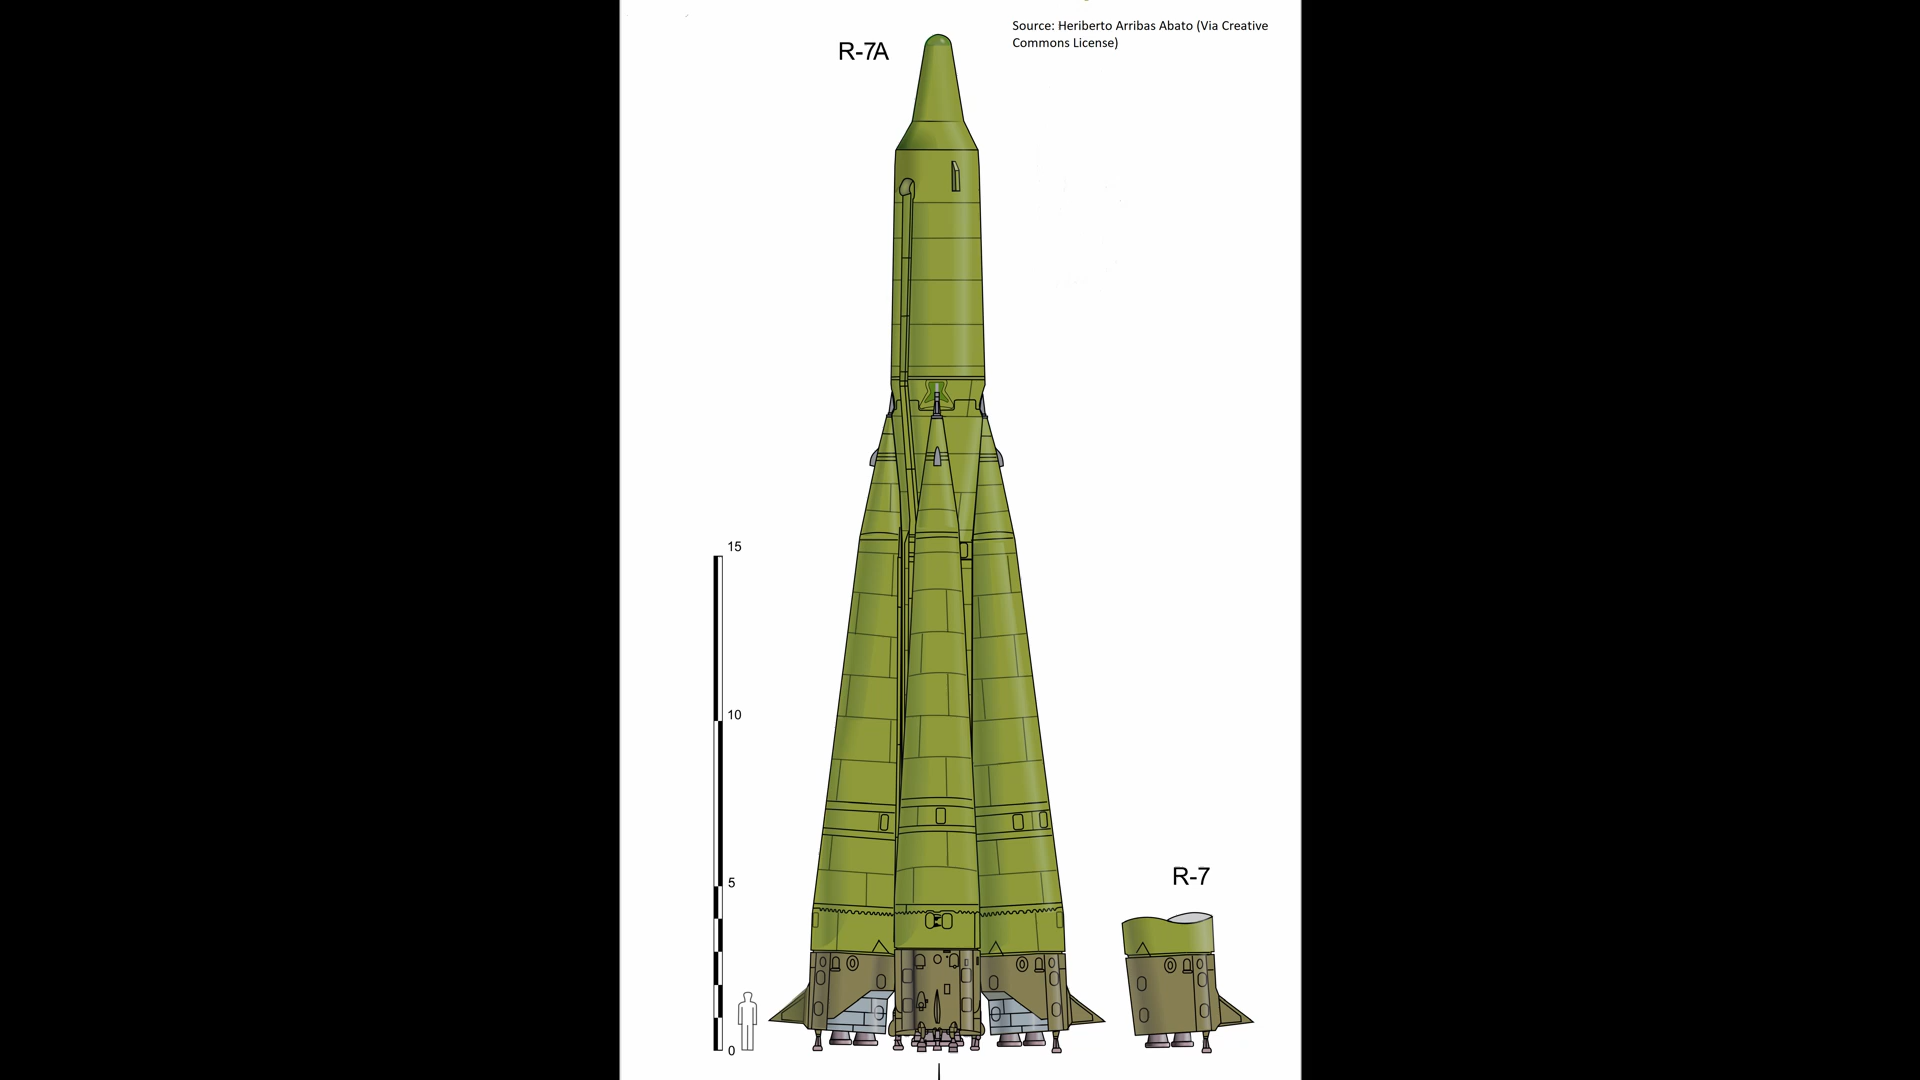 Source: Heriberto Arribas Abato (Via Creative
Commons License)
R-7A
15
10
5
R-7
0